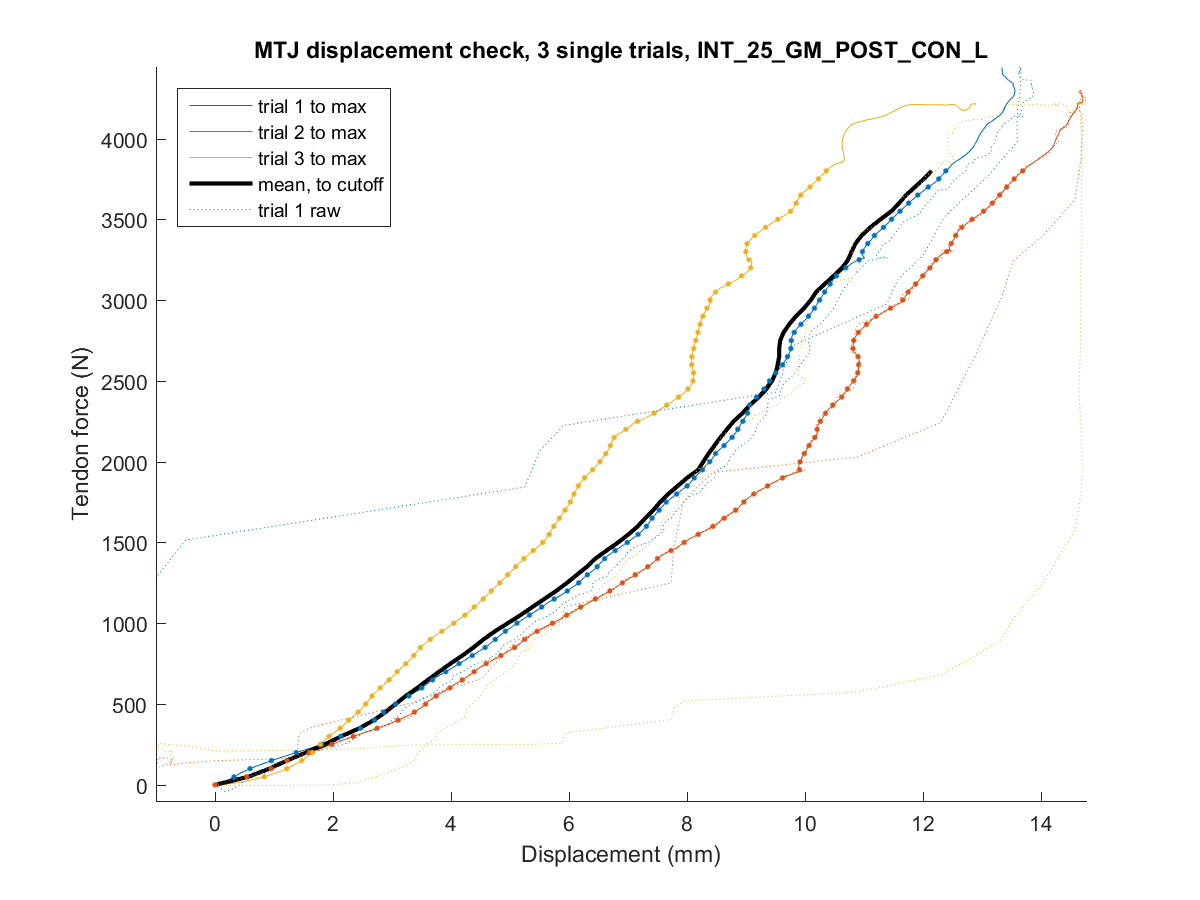 MTJ displacement check, 3 single trials, INT_25_GM_POST_CON_L
trial 1 to max
trial 2 to max
trial 3 to max
mean, to cutoff
trial 1 raw
Tendon force (N)
4000
3500
3000
2500
2000
1500
1000
500
0
0 2 4 6 8 10 12 14
Displacement (mm)